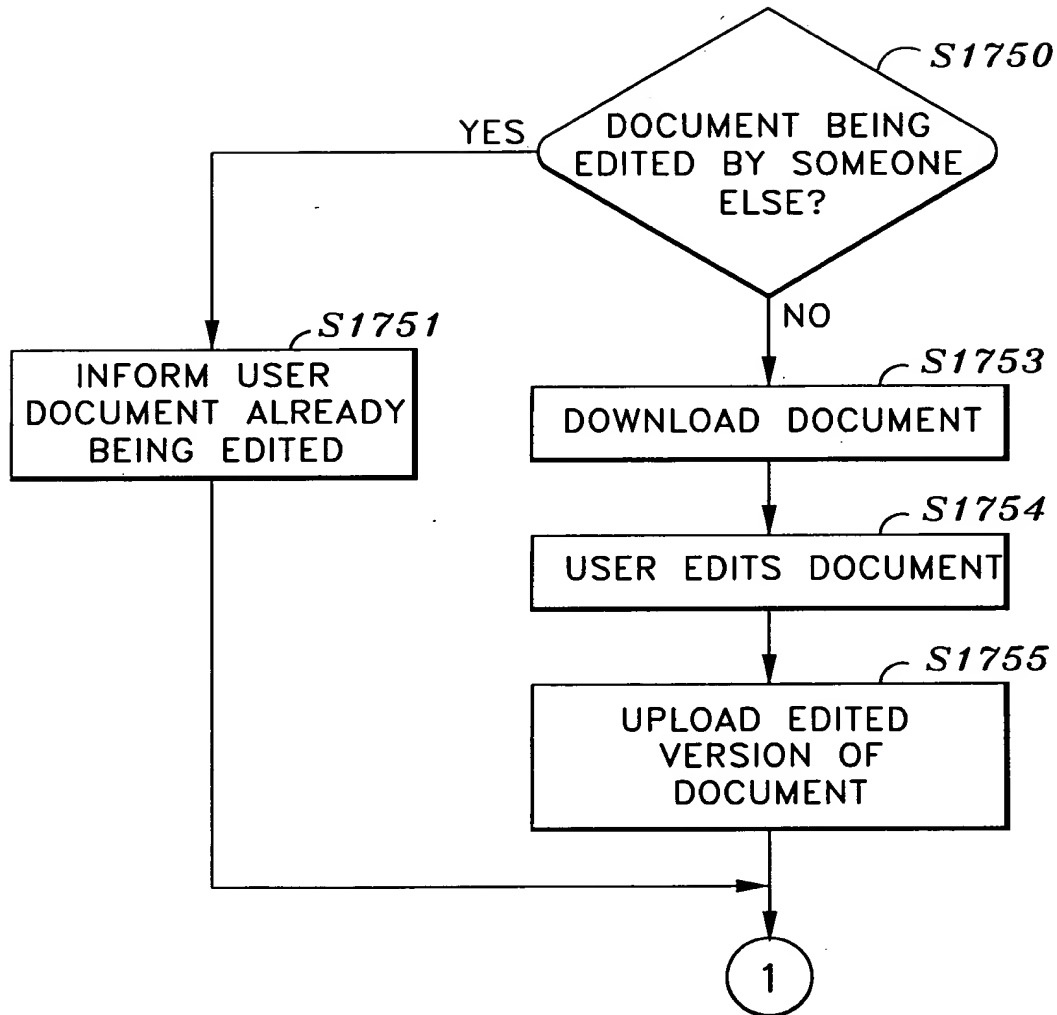 S1750
DOCUMENT BEING
EDITED BY SOMEONE
ELSE?
YES
NO
S1751
INFORM USER
DOCUMENT ALREADY
BEING EDITED
S1753
DOWNLOAD DOCUMENT
S1754
USER EDITS DOCUMENT
S1755
UPLOAD EDITED
VERSION OF
DOCUMENT
1